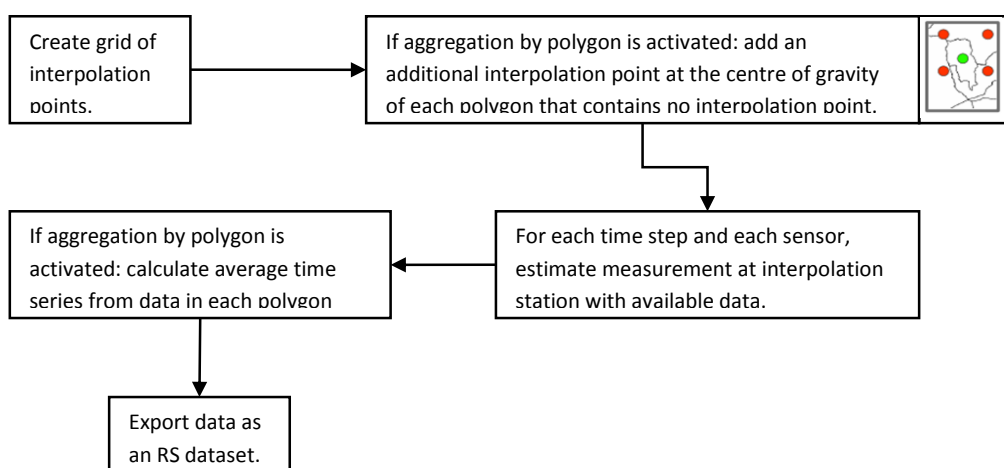 Create grid of
interpolation
points.
If aggregation by polygon is activated: add an
additional interpolation point at the centre of gravity
of each polygon that contains no interpolation point.
For each time step and each sensor,
estimate measurement at interpolation
station with available data.
If aggregation by polygon is
activated: calculate average time
series from data in each polygon
Export data as
an RS dataset.